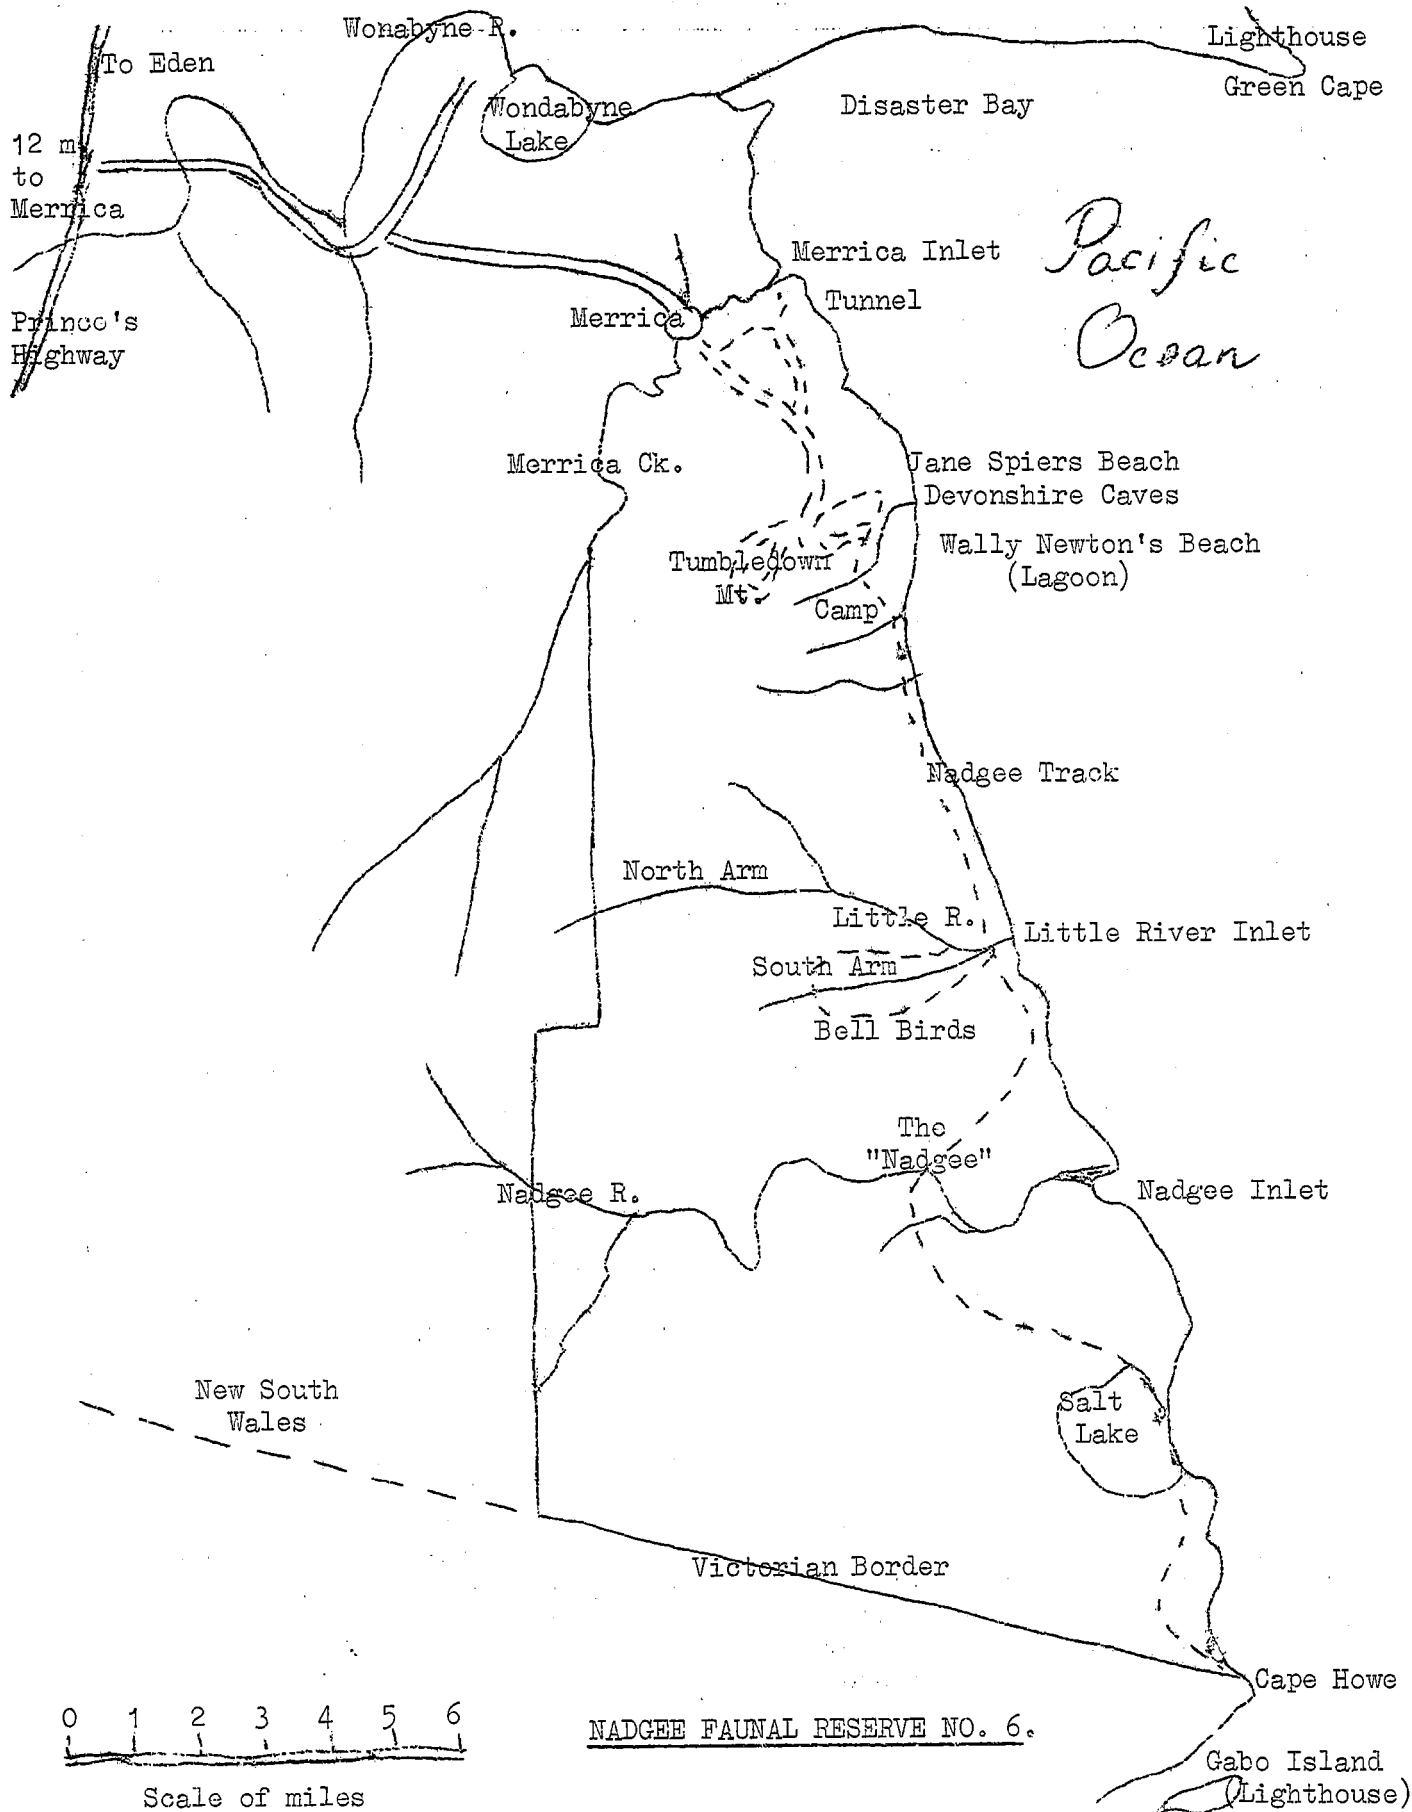 Wonabyne R.
Lighthouse
Green Cape
To Eden
Wondabyne
Lake
Disaster Bay
12 m
to
Merrica
Pacific
Ocean
Merrica Inlet
Tunnel
Merrica
Prince's
Highway
Merrica Ck.
Jane Spiers Beach
Devonshire Caves
Wally Newton's Beach
(Lagoon)
Tumbledown
Mt.
Camp
Nadgee Track
North Arm
Little R.
Little River Inlet
South Arm
Bell Birds
The
"Nadgee"
Nadgee R.
Nadgee Inlet
New South
Wales
Salt
Lake
Victorian Border
Cape Howe
0 1 2 3 4 5 6
Scale of miles
NADGEE FAUNAL RESERVE NO. 6.
Gabo Island
(Lighthouse)